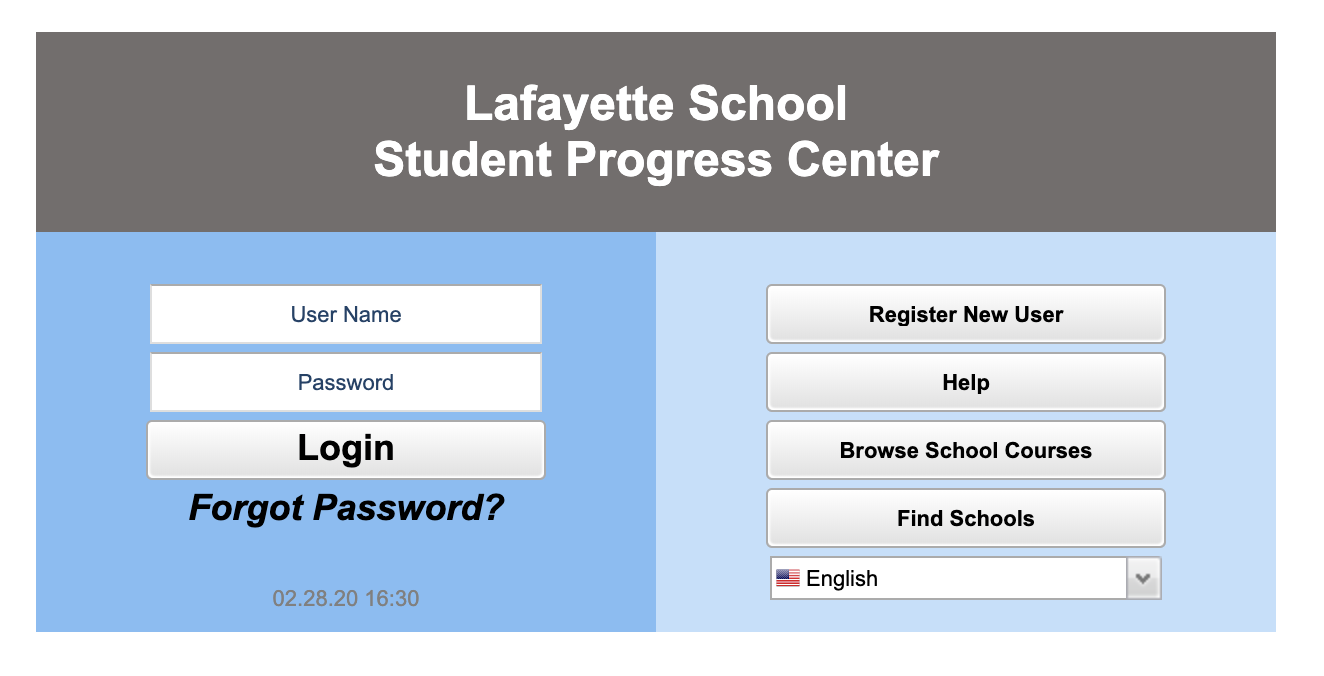 Lafayette School
Student Progress Center
User Name
Password
Login
Forgot Password?
02.28.20 16:30
Register New User
Help
Browse School Courses
Find Schools
English